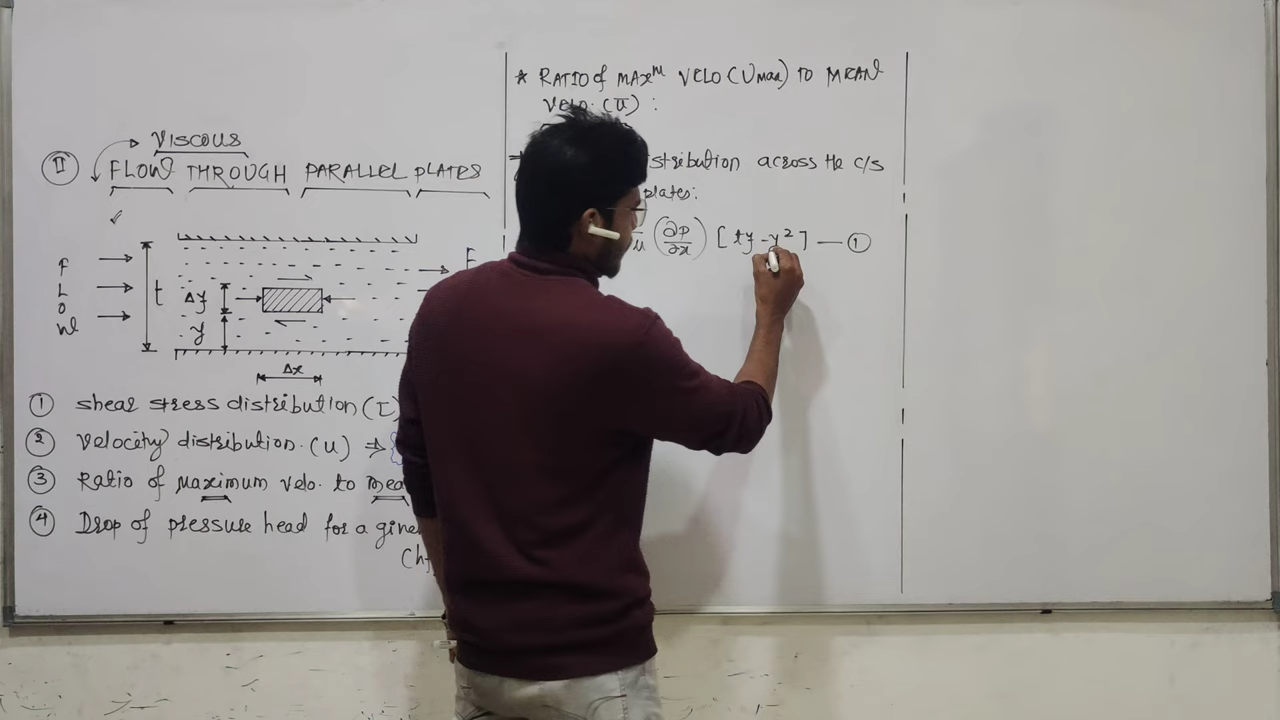 II
VISCOUS
FLOW THROUGH PARALLEL PLATES
F
L
O
W
t
Δy
y
Δx
① shear stress distribution (τ)
② Velocity distribution. (u) ⇒
③ Ratio of maximum velo. to mea
④ Drop of pressure head for a give
(hf
* RATIO of MAXᵐ VELO (Umax) TO MEAN
VELO. (ū) :
stribution across the c/s
plates:
μ (∂p/∂x) [ty - y²] — ①